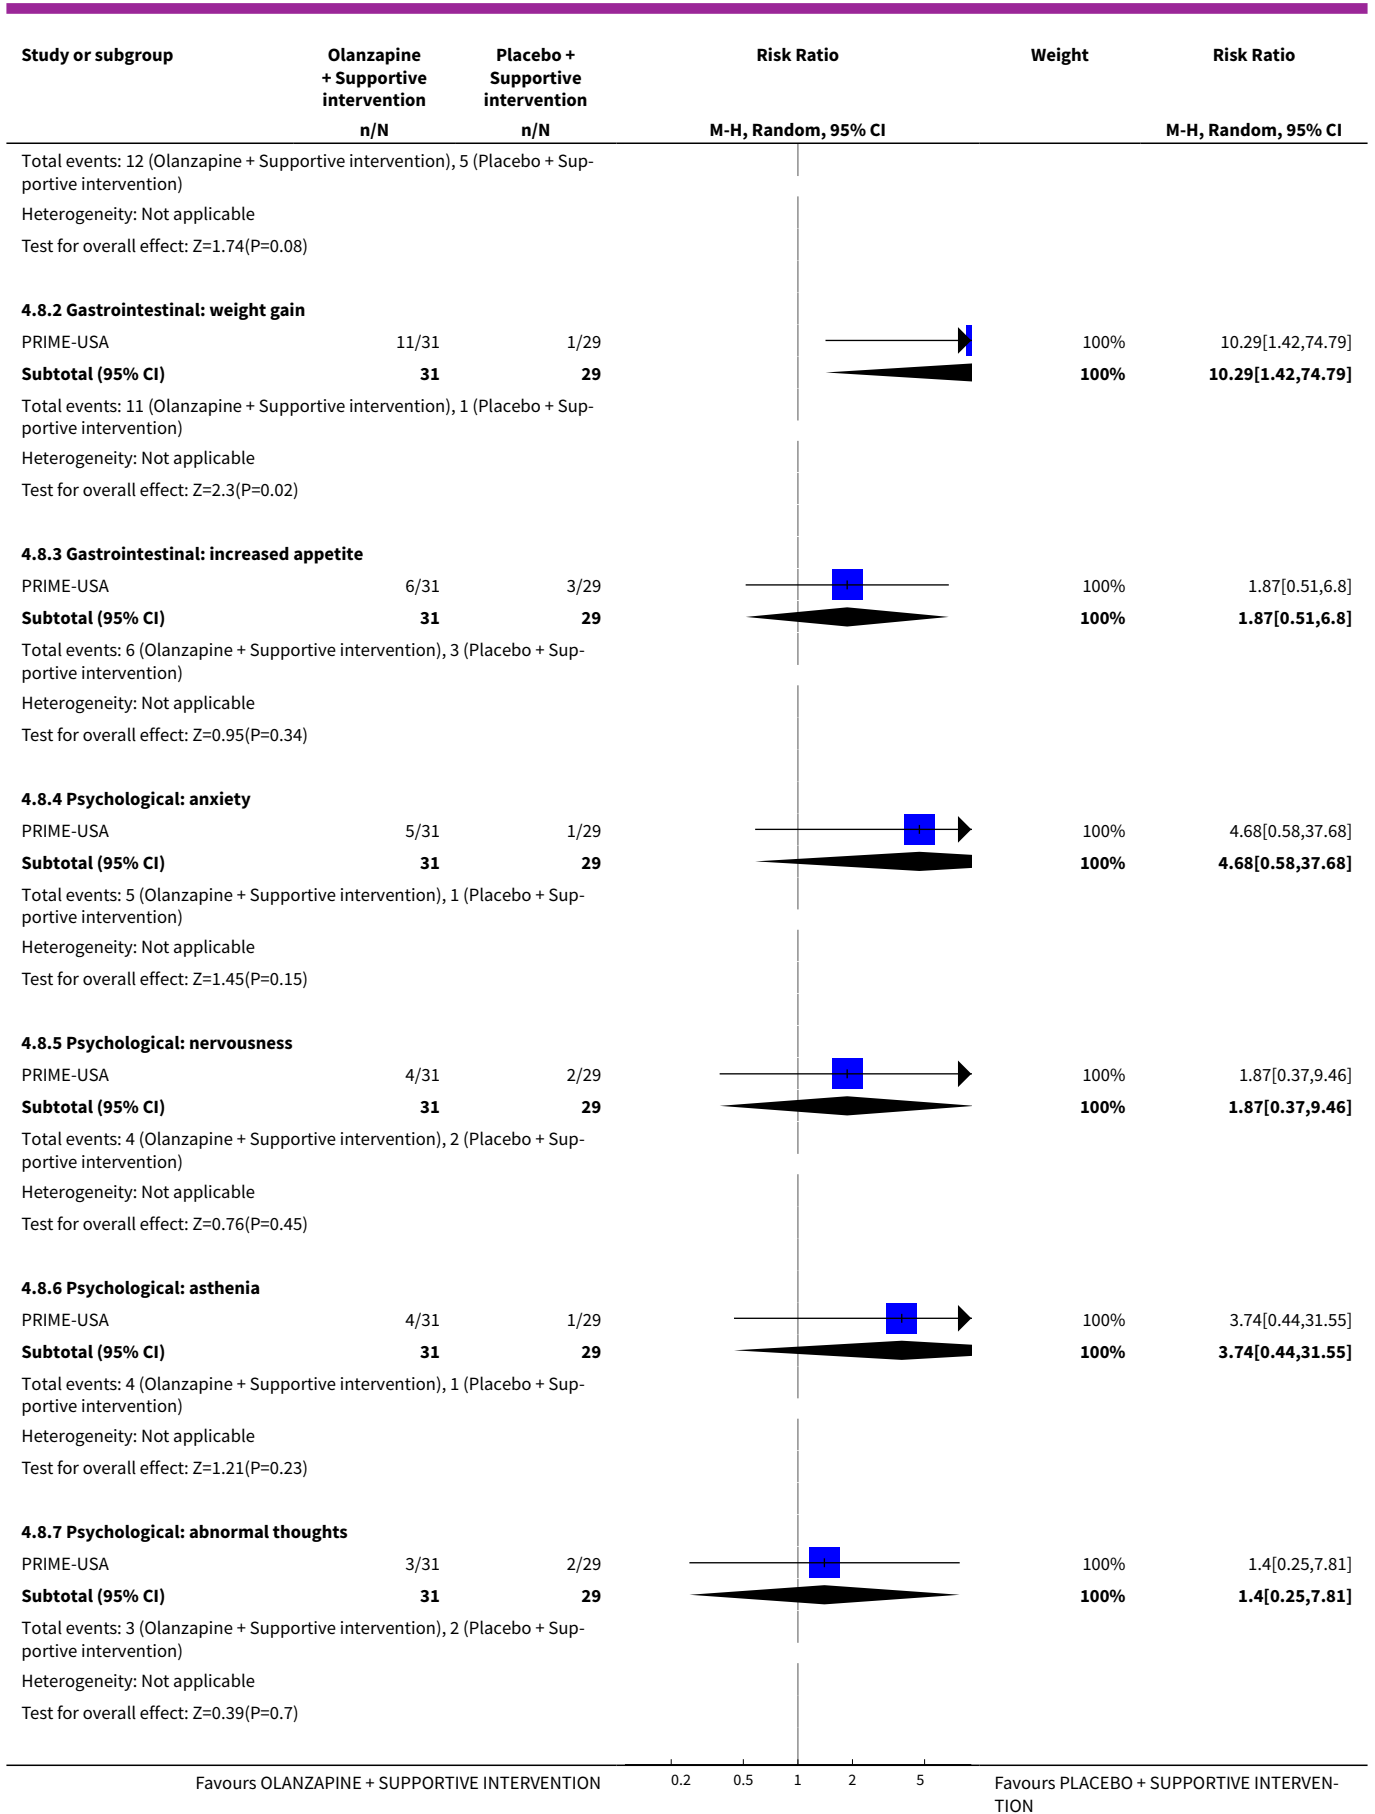 Study or subgroup Olanzapine Placebo + Risk Ratio Weight Risk Ratio
+ Supportive Supportive
intervention intervention
n/N n/N M-H, Random, 95% CI M-H, Random, 95% CI
Total events: 12 (Olanzapine + Supportive intervention), 5 (Placebo + Sup-
portive intervention)
Heterogeneity: Not applicable
Test for overall effect: Z=1.74(P=0.08)
4.8.2 Gastrointestinal: weight gain
PRIME-USA 11/31 1/29 100% 10.29[1.42,74.79]
Subtotal (95% CI) 31 29 100% 10.29[1.42,74.79]
Total events: 11 (Olanzapine + Supportive intervention), 1 (Placebo + Sup-
portive intervention)
Heterogeneity: Not applicable
Test for overall effect: Z=2.3(P=0.02)
4.8.3 Gastrointestinal: increased appetite
PRIME-USA 6/31 3/29 100% 1.87[0.51,6.8]
Subtotal (95% CI) 31 29 100% 1.87[0.51,6.8]
Total events: 6 (Olanzapine + Supportive intervention), 3 (Placebo + Sup-
portive intervention)
Heterogeneity: Not applicable
Test for overall effect: Z=0.95(P=0.34)
4.8.4 Psychological: anxiety
PRIME-USA 5/31 1/29 100% 4.68[0.58,37.68]
Subtotal (95% CI) 31 29 100% 4.68[0.58,37.68]
Total events: 5 (Olanzapine + Supportive intervention), 1 (Placebo + Sup-
portive intervention)
Heterogeneity: Not applicable
Test for overall effect: Z=1.45(P=0.15)
4.8.5 Psychological: nervousness
PRIME-USA 4/31 2/29 100% 1.87[0.37,9.46]
Subtotal (95% CI) 31 29 100% 1.87[0.37,9.46]
Total events: 4 (Olanzapine + Supportive intervention), 2 (Placebo + Sup-
portive intervention)
Heterogeneity: Not applicable
Test for overall effect: Z=0.76(P=0.45)
4.8.6 Psychological: asthenia
PRIME-USA 4/31 1/29 100% 3.74[0.44,31.55]
Subtotal (95% CI) 31 29 100% 3.74[0.44,31.55]
Total events: 4 (Olanzapine + Supportive intervention), 1 (Placebo + Sup-
portive intervention)
Heterogeneity: Not applicable
Test for overall effect: Z=1.21(P=0.23)
4.8.7 Psychological: abnormal thoughts
PRIME-USA 3/31 2/29 100% 1.4[0.25,7.81]
Subtotal (95% CI) 31 29 100% 1.4[0.25,7.81]
Total events: 3 (Olanzapine + Supportive intervention), 2 (Placebo + Sup-
portive intervention)
Heterogeneity: Not applicable
Test for overall effect: Z=0.39(P=0.7)
Favours OLANZAPINE + SUPPORTIVE INTERVENTION 0.2 0.5 1 2 5 Favours PLACEBO + SUPPORTIVE INTERVEN-
TION